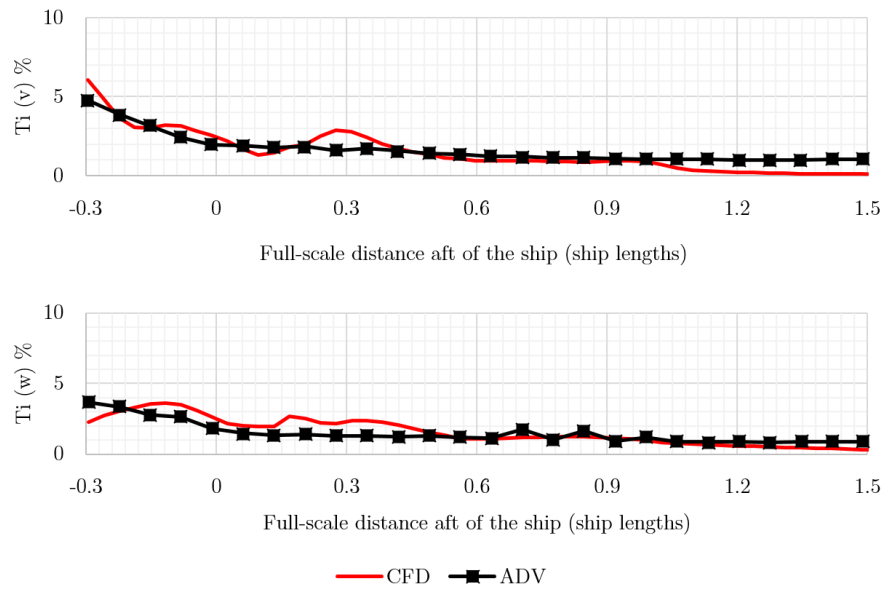 10
Ti (v) %
5
0
-0.3 0 0.3 0.6 0.9 1.2 1.5
Full-scale distance aft of the ship (ship lengths)
10
Ti (w) %
5
0
-0.3 0 0.3 0.6 0.9 1.2 1.5
Full-scale distance aft of the ship (ship lengths)
CFD ADV